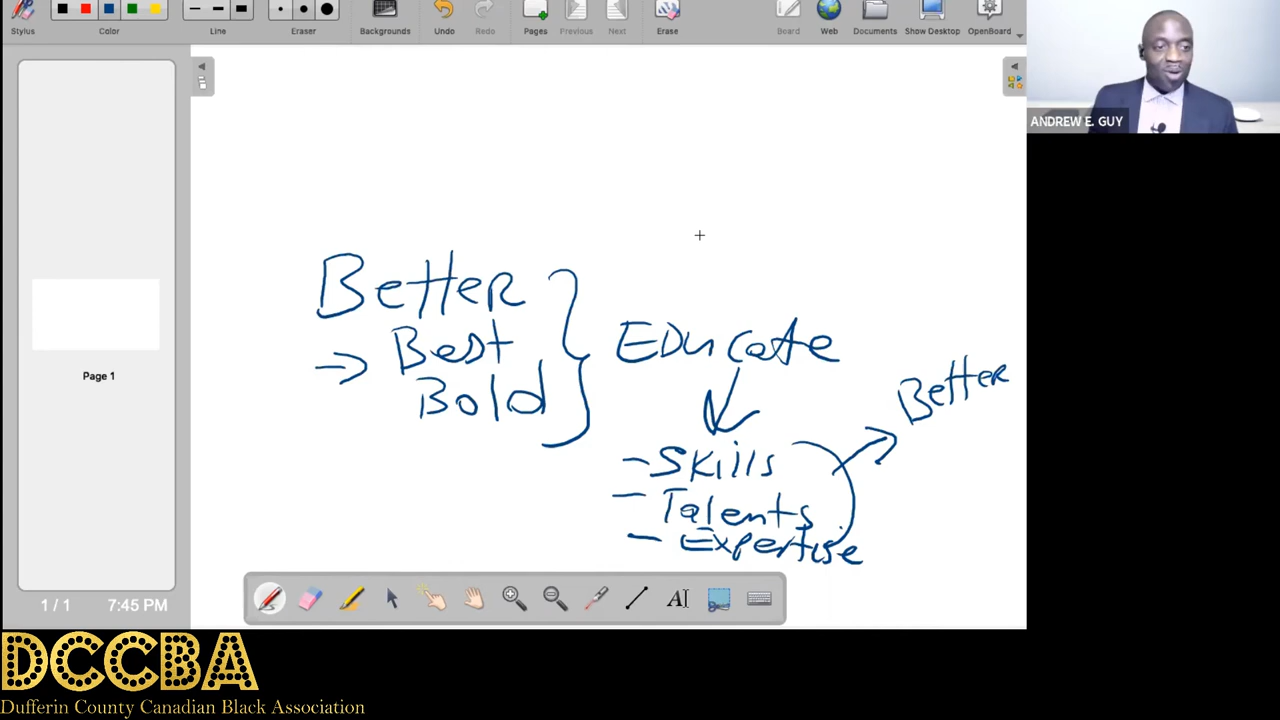 Stylus
Color
Line
Eraser
Backgrounds
Undo
Redo
Pages
Previous
Next
Erase
Board
Web
Documents
Show Desktop
OpenBoard
ANDREW E. GUY
Better
→ Best
Bold
Educate
Better
- Skills
- Talents
- Expertise
Page 1
1 / 1
7:45 PM
AI
DCCBA
Dufferin County Canadian Black Association